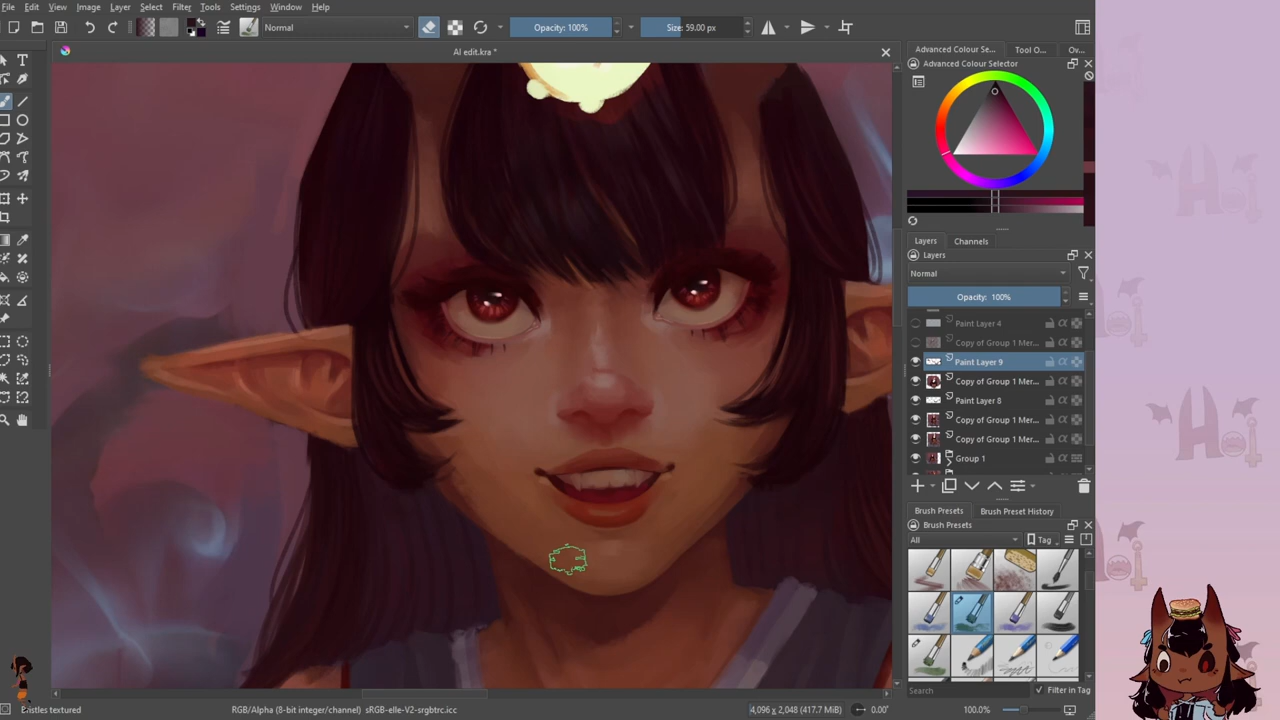 File Edit View Image Layer Select Filter Tools Settings Window Help
Normal
Opacity: 100%
Size: 59.00 px
AI edit.kra *
Advanced Colour Se...
Tool O...
Ov...
Advanced Colour Selector
Layers
Channels
Layers
Normal
Opacity: 100%
Paint Layer 4
Copy of Group 1 Mer...
Paint Layer 9
Copy of Group 1 Mer...
Paint Layer 8
Copy of Group 1 Mer...
Copy of Group 1 Mer...
Group 1
Brush Presets
Brush Preset History
Brush Presets
All
Tag
Search
Filter in Tag
RGB/Alpha (8-bit integer/channel) sRGB-elle-V2-srgbtrc.icc
4,096 x 2,048 (417.7 MiB)
0.00°
100.0%